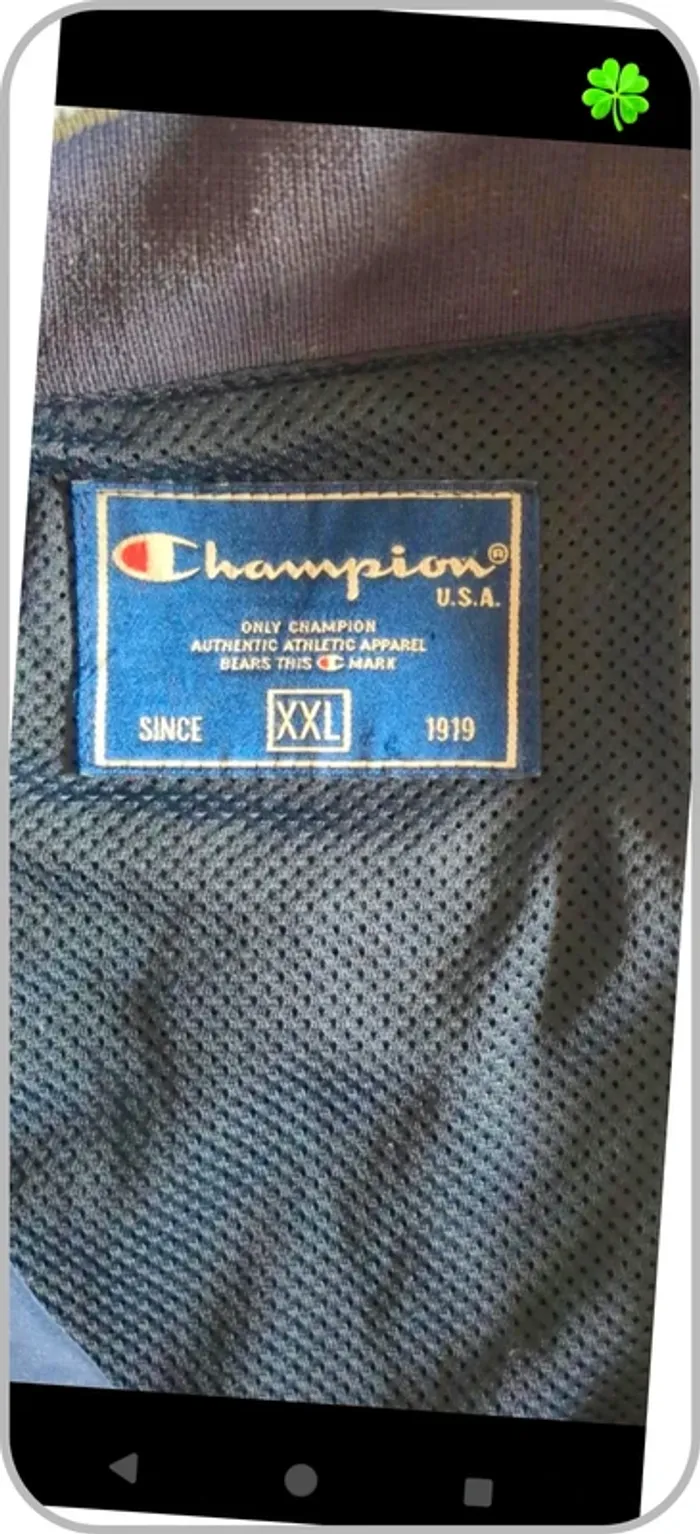 Champion®
U.S.A.
ONLY CHAMPION
AUTHENTIC ATHLETIC APPAREL
BEARS THIS C MARK
SINCE XXL 1919